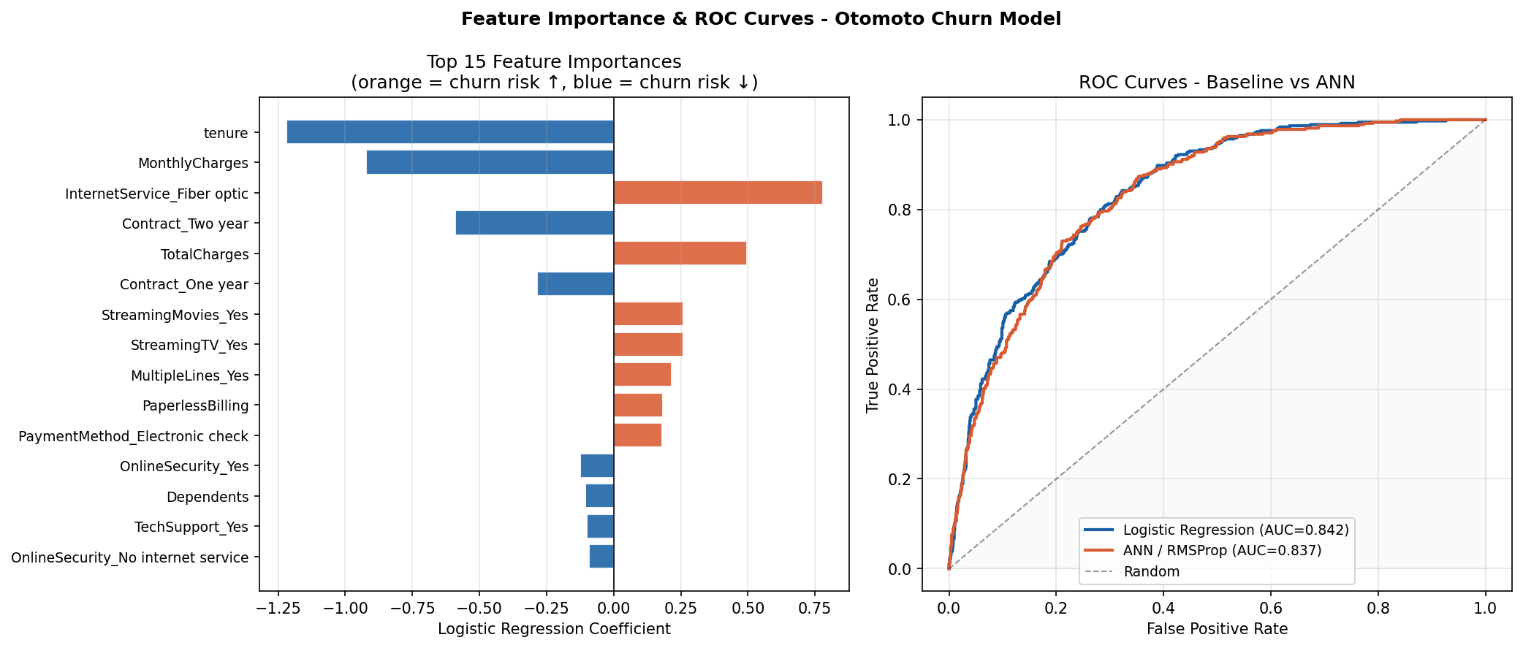 Feature Importance & ROC Curves - Otomoto Churn Model
Top 15 Feature Importances
(orange = churn risk ↑, blue = churn risk ↓)
tenure
MonthlyCharges
InternetService_Fiber optic
Contract_Two year
TotalCharges
Contract_One year
StreamingMovies_Yes
StreamingTV_Yes
MultipleLines_Yes
PaperlessBilling
PaymentMethod_Electronic check
OnlineSecurity_Yes
Dependents
TechSupport_Yes
OnlineSecurity_No internet service
−1.25 −1.00 −0.75 −0.50 −0.25 0.00 0.25 0.50 0.75
Logistic Regression Coefficient
ROC Curves - Baseline vs ANN
True Positive Rate
1.0
0.8
0.6
0.4
0.2
0.0
Logistic Regression (AUC=0.842)
ANN / RMSProp (AUC=0.837)
Random
0.0 0.2 0.4 0.6 0.8 1.0
False Positive Rate